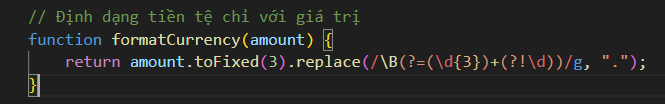 // Định dạng tiền tệ chỉ với giá trị
function formatCurrency(amount) {
return amount.toFixed(3).replace(/\B(?=(\d{3})+(?!\d))/g, ".");
}